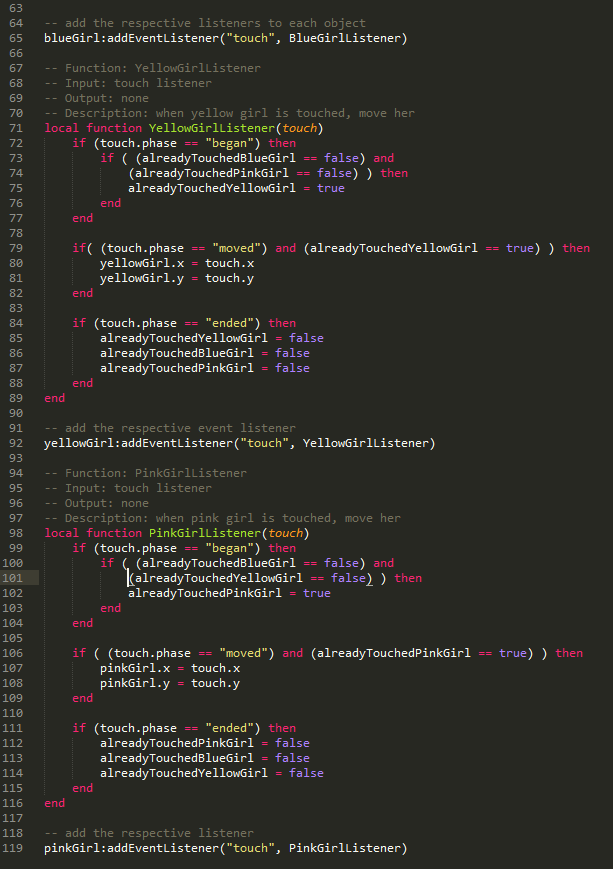 63
64 -- add the respective listeners to each object
65 blueGirl:addEventListener("touch", BlueGirlListener)
66
67 -- Function: YellowGirlListener
68 -- Input: touch listener
69 -- Output: none
70 -- Description: when yellow girl is touched, move her
71 local function YellowGirlListener(touch)
72     if (touch.phase == "began") then
73         if ( (alreadyTouchedBlueGirl == false) and
74             (alreadyTouchedPinkGirl == false) ) then
75             alreadyTouchedYellowGirl = true
76         end
77     end
78
79     if( (touch.phase == "moved") and (alreadyTouchedYellowGirl == true) ) then
80         yellowGirl.x = touch.x
81         yellowGirl.y = touch.y
82     end
83
84     if (touch.phase == "ended") then
85         alreadyTouchedYellowGirl = false
86         alreadyTouchedBlueGirl = false
87         alreadyTouchedPinkGirl = false
88     end
89 end
90
91 -- add the respective event listener
92 yellowGirl:addEventListener("touch", YellowGirlListener)
93
94 -- Function: PinkGirlListener
95 -- Input: touch listener
96 -- Output: none
97 -- Description: when pink girl is touched, move her
98 local function PinkGirlListener(touch)
99     if (touch.phase == "began") then
100         if ( (alreadyTouchedBlueGirl == false) and
101             (alreadyTouchedYellowGirl == false) ) then
102             alreadyTouchedPinkGirl = true
103         end
104     end
105
106     if ( (touch.phase == "moved") and (alreadyTouchedPinkGirl == true) ) then
107         pinkGirl.x = touch.x
108         pinkGirl.y = touch.y
109     end
110
111     if (touch.phase == "ended") then
112         alreadyTouchedPinkGirl = false
113         alreadyTouchedBlueGirl = false
114         alreadyTouchedYellowGirl = false
115     end
116 end
117
118 -- add the respective listener
119 pinkGirl:addEventListener("touch", PinkGirlListener)